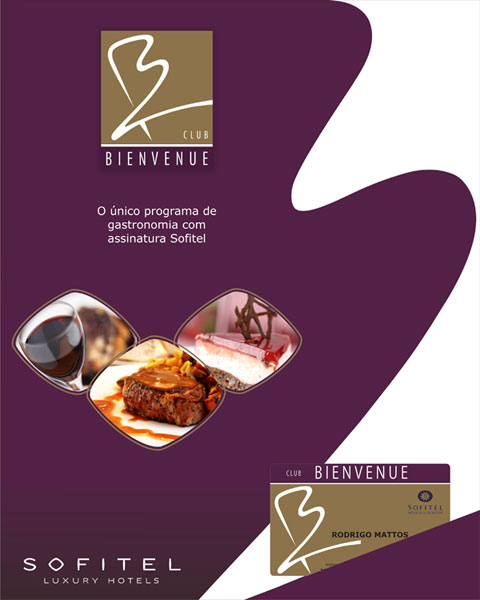 CLUB
BIENVENUE
O único programa de
gastronomia com
assinatura Sofitel
CLUB BIENVENUE
SOFITEL
RODRIGO MATTOS
SOFITEL
LUXURY HOTELS